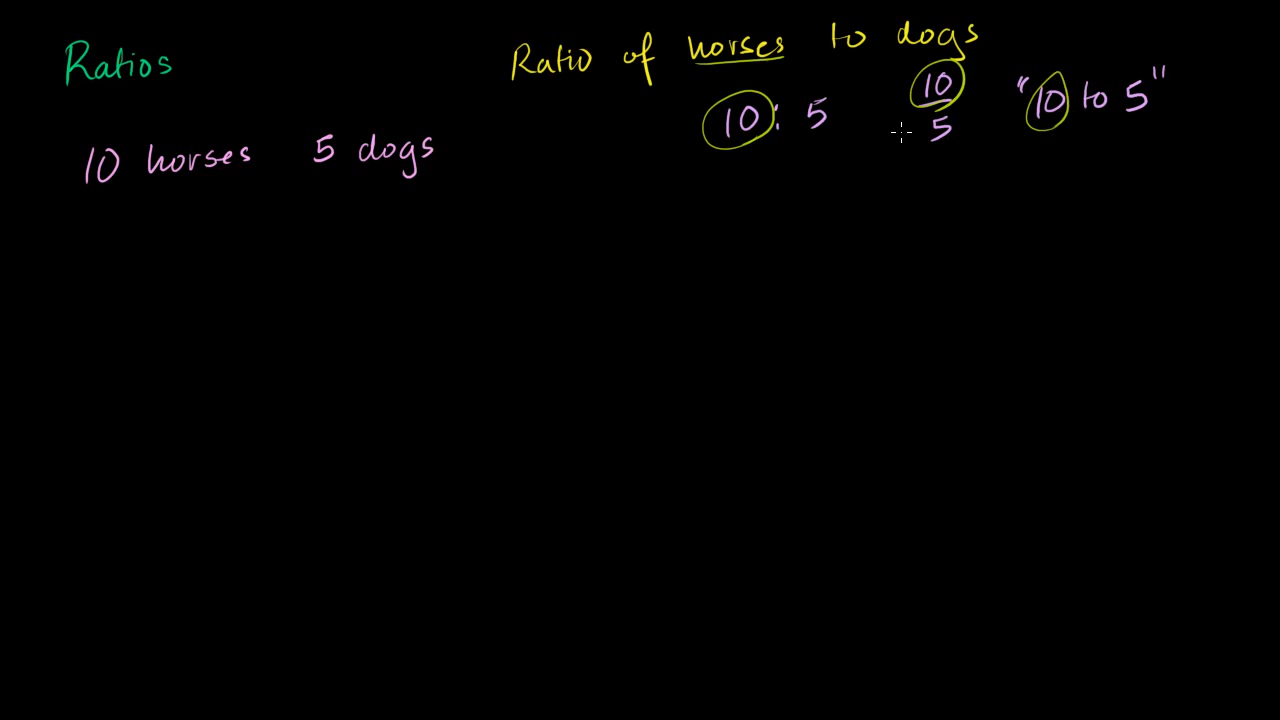 Ratios
10 horses 5 dogs
Ratio of horses to dogs
10 : 5 10/5 "10 to 5"